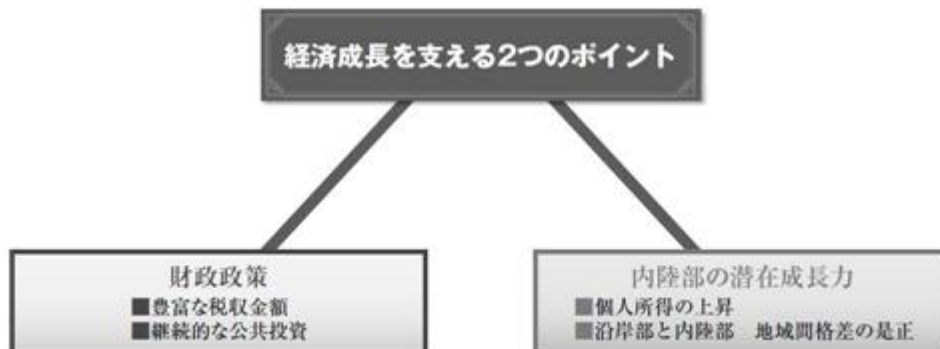 経済成長を支える2つのポイント
財政政策
■豊富な税収金額
■継続的な公共投資
内陸部の潜在成長力
■個人所得の上昇
■沿岸部と内陸部　地域間格差の是正